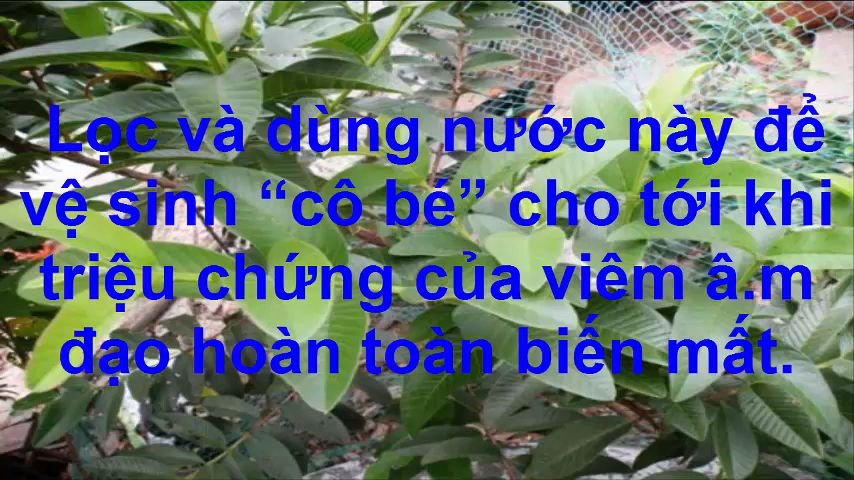 Lọc và dùng nước này để
vệ sinh “cô bé” cho tới khi
triệu chứng của viêm â.m
đạo hoàn toàn biến mất.